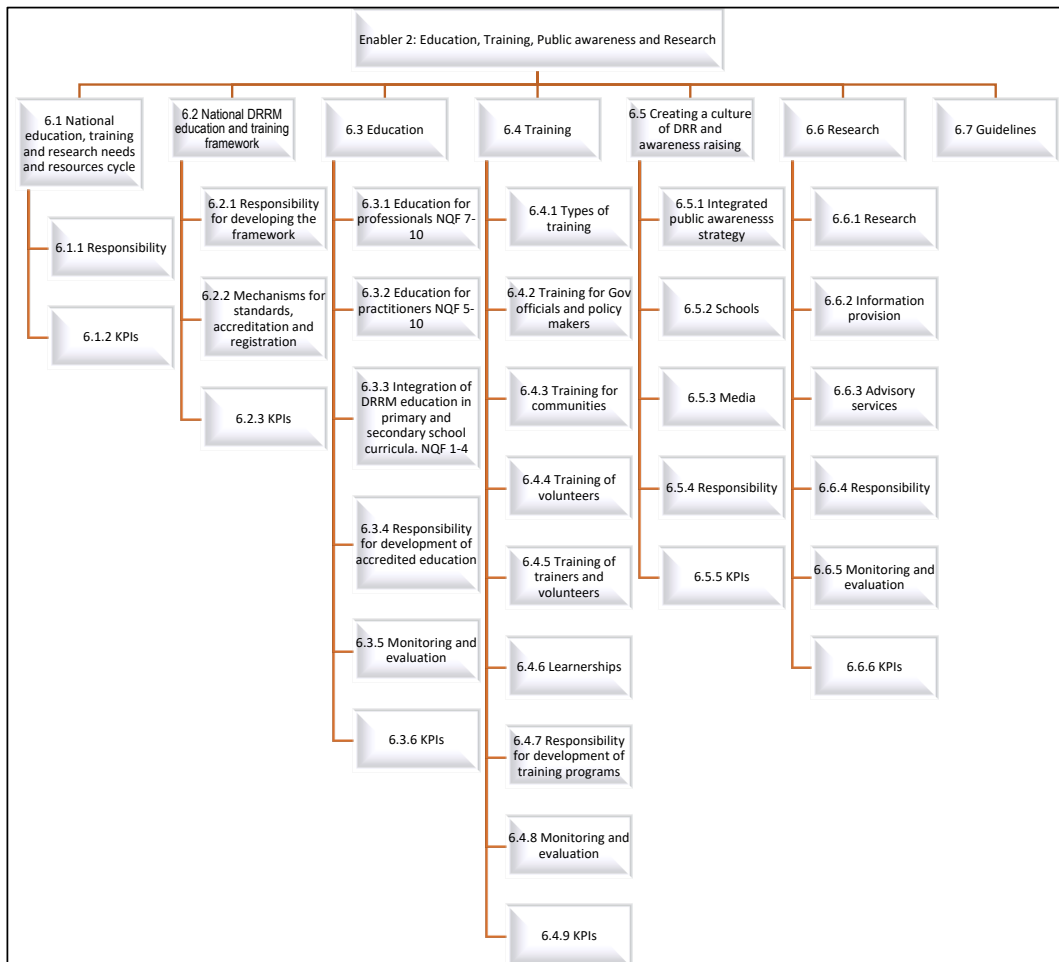 Enabler 2: Education, Training, Public awareness and Research
6.1 National
education, training
and research needs
and resources cycle
6.1.1 Responsibility
6.1.2 KPIs
6.2 National DRRM
education and training
framework
6.2.1 Responsibility
for developing the
framework
6.2.2 Mechanisms for
standards,
accreditation and
registration
6.2.3 KPIs
6.3 Education
6.3.1 Education for
professionals NQF 7-
10
6.3.2 Education for
practitioners NQF 5-
10
6.3.3 Integration of
DRRM education in
primary and
secondary school
curricula. NQF 1-4
6.3.4 Responsibility
for development of
accredited education
6.3.5 Monitoring and
evaluation
6.3.6 KPIs
6.4 Training
6.4.1 Types of
training
6.4.2 Training for Gov
officials and policy
makers
6.4.3 Training for
communities
6.4.4 Training of
volunteers
6.4.5 Training of
trainers and
volunteers
6.4.6 Learnerships
6.4.7 Responsibility
for development of
training programs
6.4.8 Monitoring and
evaluation
6.4.9 KPIs
6.5 Creating a culture
of DRR and
awareness raising
6.5.1 Integrated
public awarenesss
strategy
6.5.2 Schools
6.5.3 Media
6.5.4 Responsibility
6.5.5 KPIs
6.6 Research
6.6.1 Research
6.6.2 Information
provision
6.6.3 Advisory
services
6.6.4 Responsibility
6.6.5 Monitoring and
evaluation
6.6.6 KPIs
6.7 Guidelines